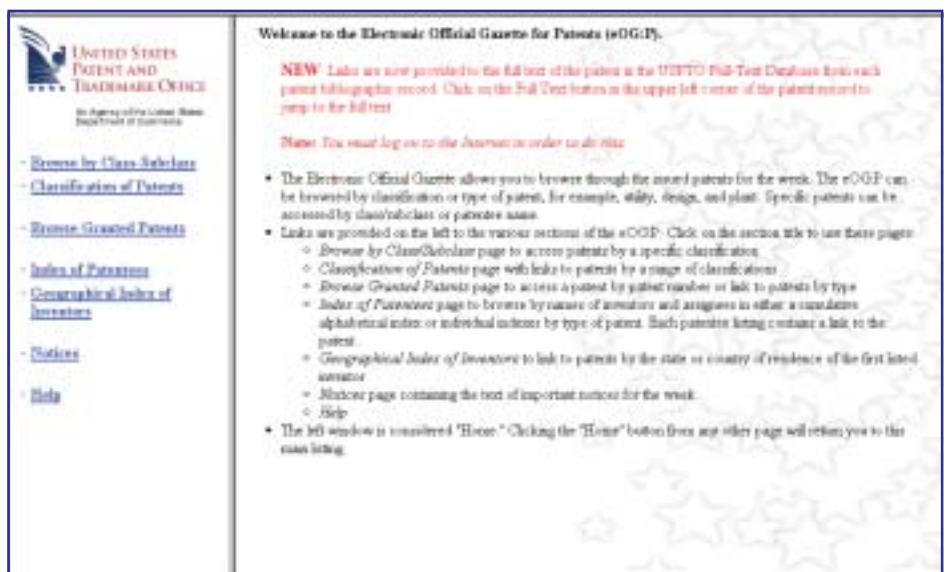 UNITED STATES
PATENT AND
TRADEMARK OFFICE
An Agency of the United States
Department of Commerce
- Browse by Class-Subclass
- Classification of Patents
- Browse Granted Patents
- Index of Patentees
- Geographical Index of
Inventors
- Notices
- Help
Welcome to the Electronic Official Gazette for Patents (eOG:P).
NEW Links are now provided to the full text of the patent in the USPTO Full-Text Database from each
patent bibliographic record. Click on the Full Text button in the upper left corner of the patent record to
jump to the full text
Note: You must log on to the Internet in order to do this
• The Electronic Official Gazette allows you to browse through the issued patents for the week. The eOG:P can
be browsed by classification or type of patent, for example, utility, design, and plant. Specific patents can be
accessed by class/subclass or patentee name.
• Links are provided on the left to the various sections of the eOG:P. Click on the section title to use these pages:
○ Browse by Class/Subclass page to access patents by a specific classification
○ Classification of Patents page with links to patents by a range of classifications
○ Browse Granted Patents page to access a patent by patent number or link to patents by type
○ Index of Patentees page to browse by names of inventors and assignees in either a cumulative
alphabetical index or individual indexes by type of patent. Each patentee listing contains a link to the
patent.
○ Geographical Index of Inventors to link to patents by the state or country of residence of the first listed
inventor
○ Notices page containing the text of important notices for the week
○ Help
• The left window is considered "Home." Clicking the "Home" button from any other page will return you to this
main listing.